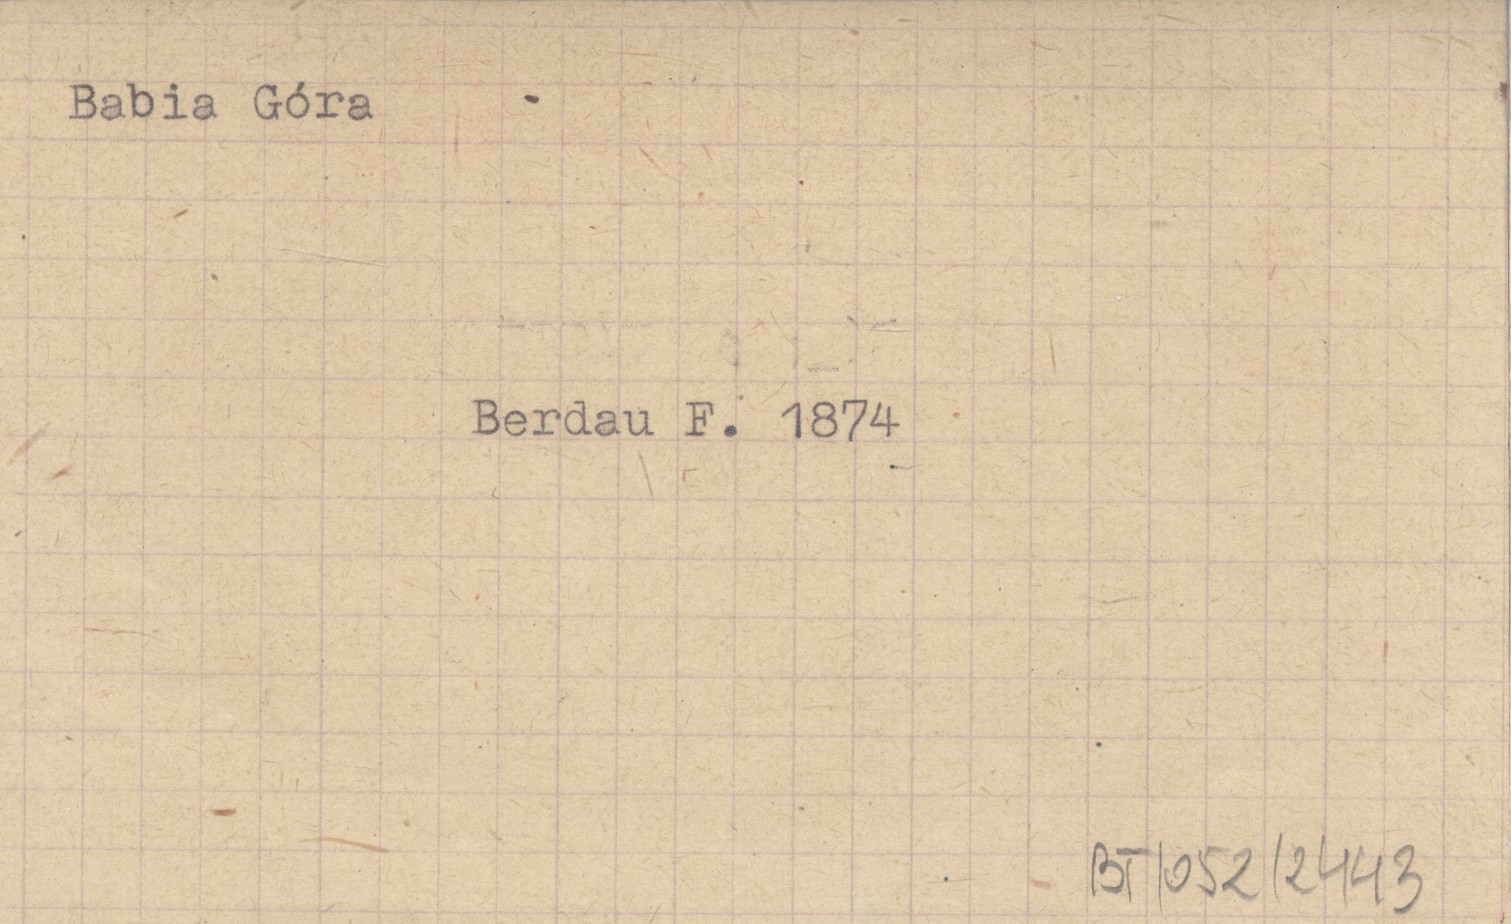 Babia Góra
Berdau F. 1874
BT/052/2443